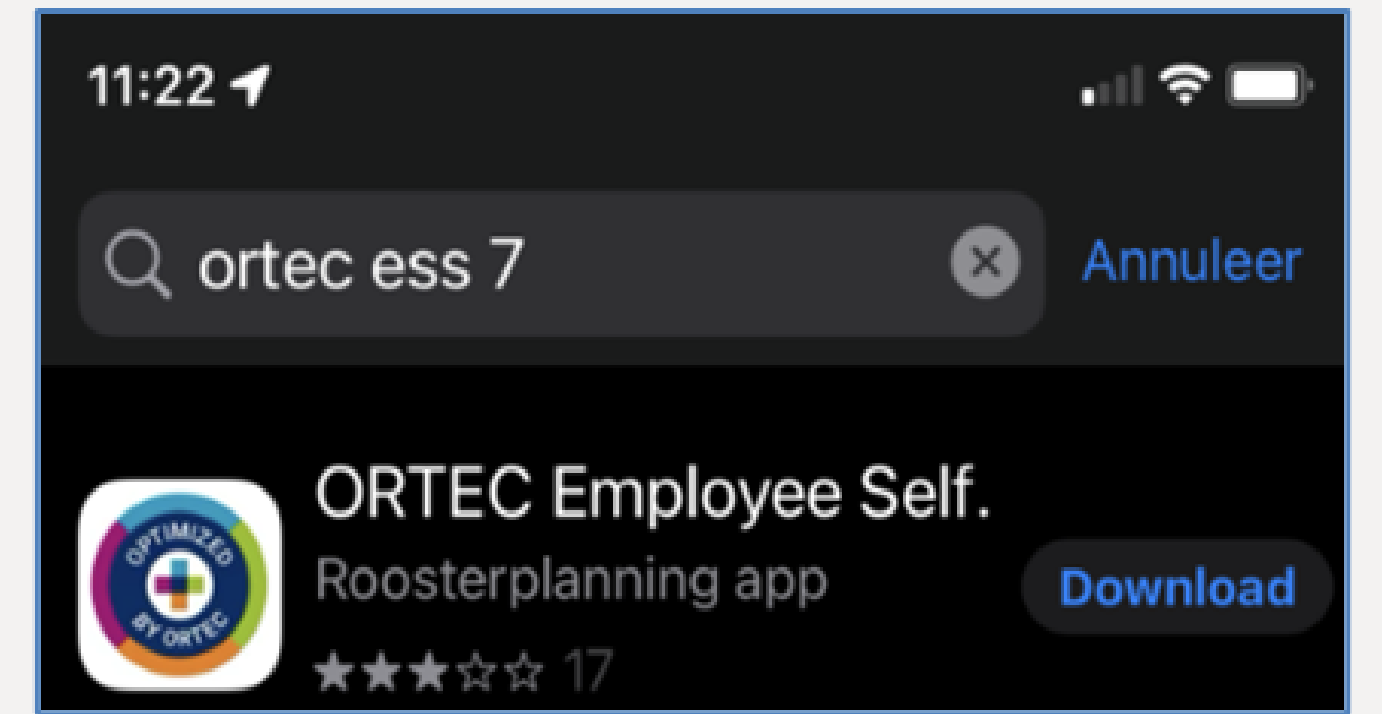 11:22
ortec ess 7
Annuleer
ORTEC Employee Self.
Roosterplanning app
Download
OPTIMIZED
BY ORTEC
17